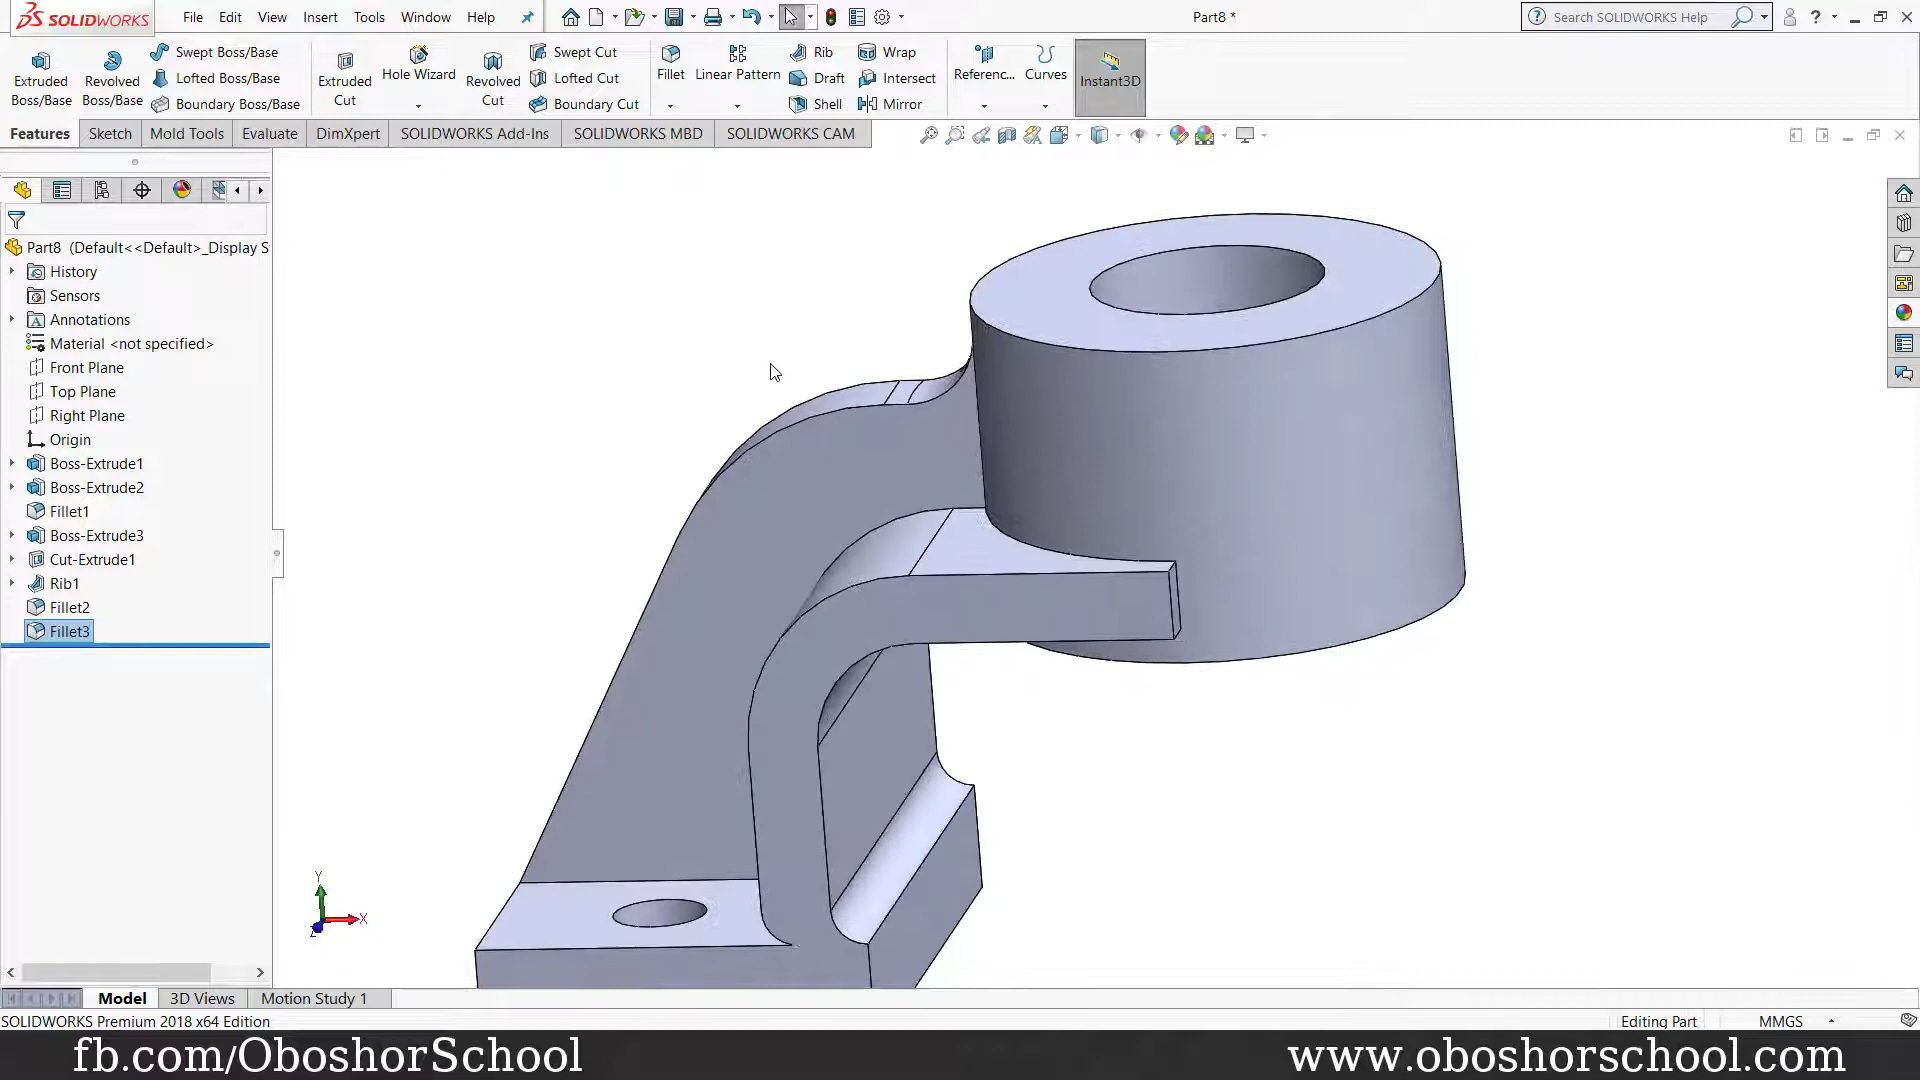 SOLIDWORKS File Edit View Insert Tools Window Help Part8 * Search SOLIDWORKS Help
Extruded Boss/Base
Revolved Boss/Base
Swept Boss/Base
Lofted Boss/Base
Boundary Boss/Base
Extruded Cut
Hole Wizard
Revolved Cut
Swept Cut
Lofted Cut
Boundary Cut
Fillet
Linear Pattern
Rib
Draft
Shell
Wrap
Intersect
Mirror
Referenc...
Curves
Instant3D
Features Sketch Mold Tools Evaluate DimXpert SOLIDWORKS Add-Ins SOLIDWORKS MBD SOLIDWORKS CAM
Part8 (Default<<Default>_Display S
History
Sensors
Annotations
Material <not specified>
Front Plane
Top Plane
Right Plane
Origin
Boss-Extrude1
Boss-Extrude2
Fillet1
Boss-Extrude3
Cut-Extrude1
Rib1
Fillet2
Fillet3
Y
X
Z
Model 3D Views Motion Study 1
SOLIDWORKS Premium 2018 x64 Edition Editing Part MMGS
fb.com/OboshorSchool www.oboshorschool.com